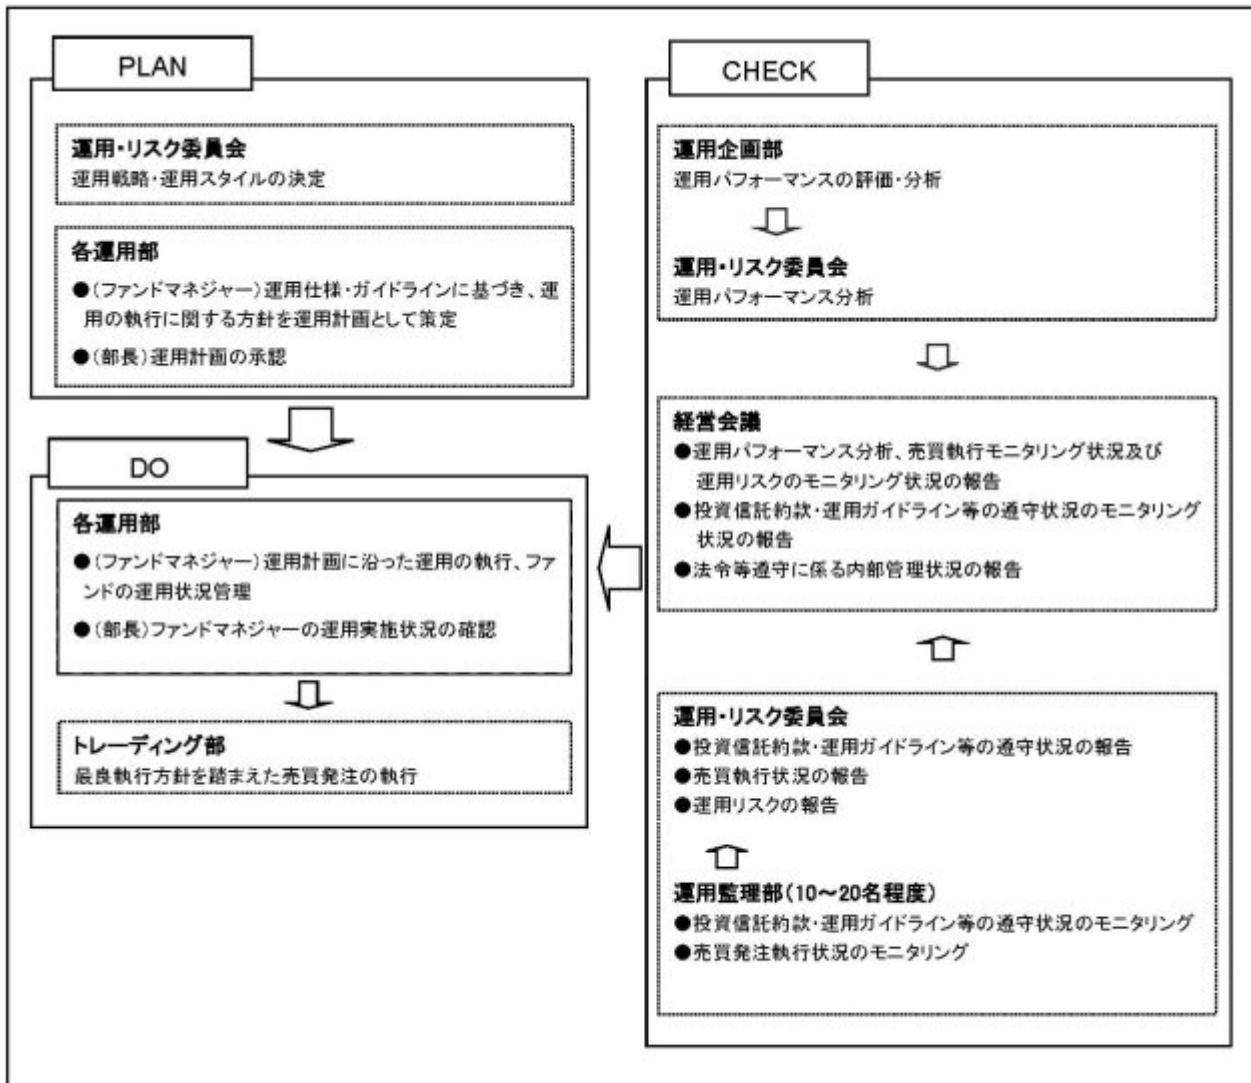 PLAN
運用・リスク委員会
運用戦略・運用スタイルの決定
各運用部
●(ファンドマネジャー)運用仕様・ガイドラインに基づき、運
用の執行に関する方針を運用計画として策定
●(部長)運用計画の承認
DO
各運用部
●(ファンドマネジャー)運用計画に沿った運用の執行、ファ
ンドの運用状況管理
●(部長)ファンドマネジャーの運用実施状況の確認
トレーディング部
最良執行方針を踏まえた売買発注の執行
CHECK
運用企画部
運用パフォーマンスの評価・分析
運用・リスク委員会
運用パフォーマンス分析
経営会議
●運用パフォーマンス分析、売買執行モニタリング状況及び
運用リスクのモニタリング状況の報告
●投資信託約款・運用ガイドライン等の遵守状況のモニタリング
状況の報告
●法令等遵守に係る内部管理状況の報告
運用・リスク委員会
●投資信託約款・運用ガイドライン等の遵守状況の報告
●売買執行状況の報告
●運用リスクの報告
運用監理部(10～20名程度)
●投資信託約款・運用ガイドライン等の遵守状況のモニタリング
●売買発注執行状況のモニタリング